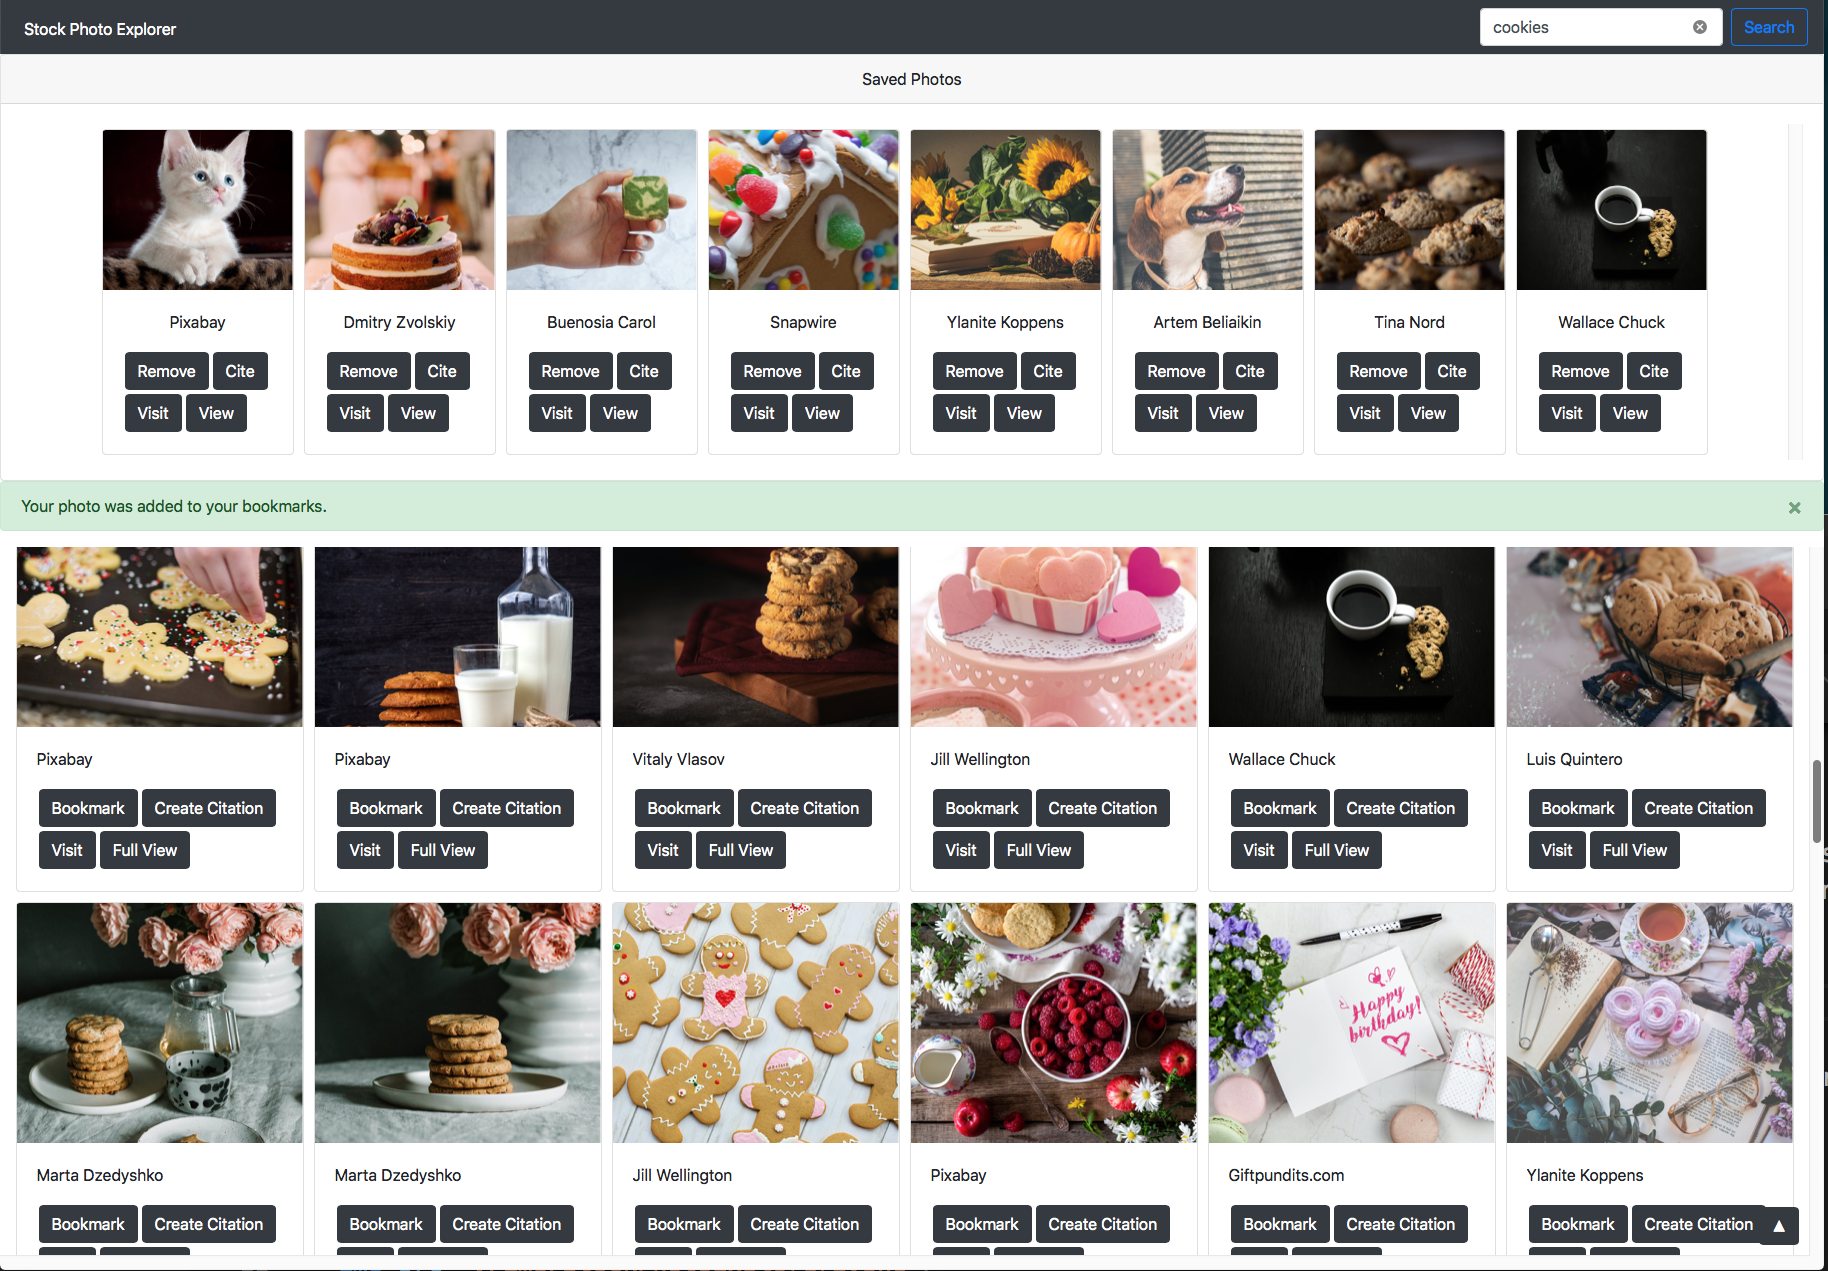 Stock Photo Explorer
cookies
Search
Saved Photos
Pixabay
Dmitry Zvolskiy
Buenosia Carol
Snapwire
Ylanite Koppens
Artem Beliaikin
Tina Nord
Wallace Chuck
Remove Cite
Remove Cite
Remove Cite
Remove Cite
Remove Cite
Remove Cite
Remove Cite
Remove Cite
Visit View
Visit View
Visit View
Visit View
Visit View
Visit View
Visit View
Visit View
Your photo was added to your bookmarks.
Pixabay
Pixabay
Vitaly Vlasov
Jill Wellington
Wallace Chuck
Luis Quintero
Bookmark Create Citation
Bookmark Create Citation
Bookmark Create Citation
Bookmark Create Citation
Bookmark Create Citation
Bookmark Create Citation
Visit Full View
Visit Full View
Visit Full View
Visit Full View
Visit Full View
Visit Full View
Happy
birthday!
Marta Dzedyshko
Marta Dzedyshko
Jill Wellington
Pixabay
Giftpundits.com
Ylanite Koppens
Bookmark Create Citation
Bookmark Create Citation
Bookmark Create Citation
Bookmark Create Citation
Bookmark Create Citation
Bookmark Create Citation